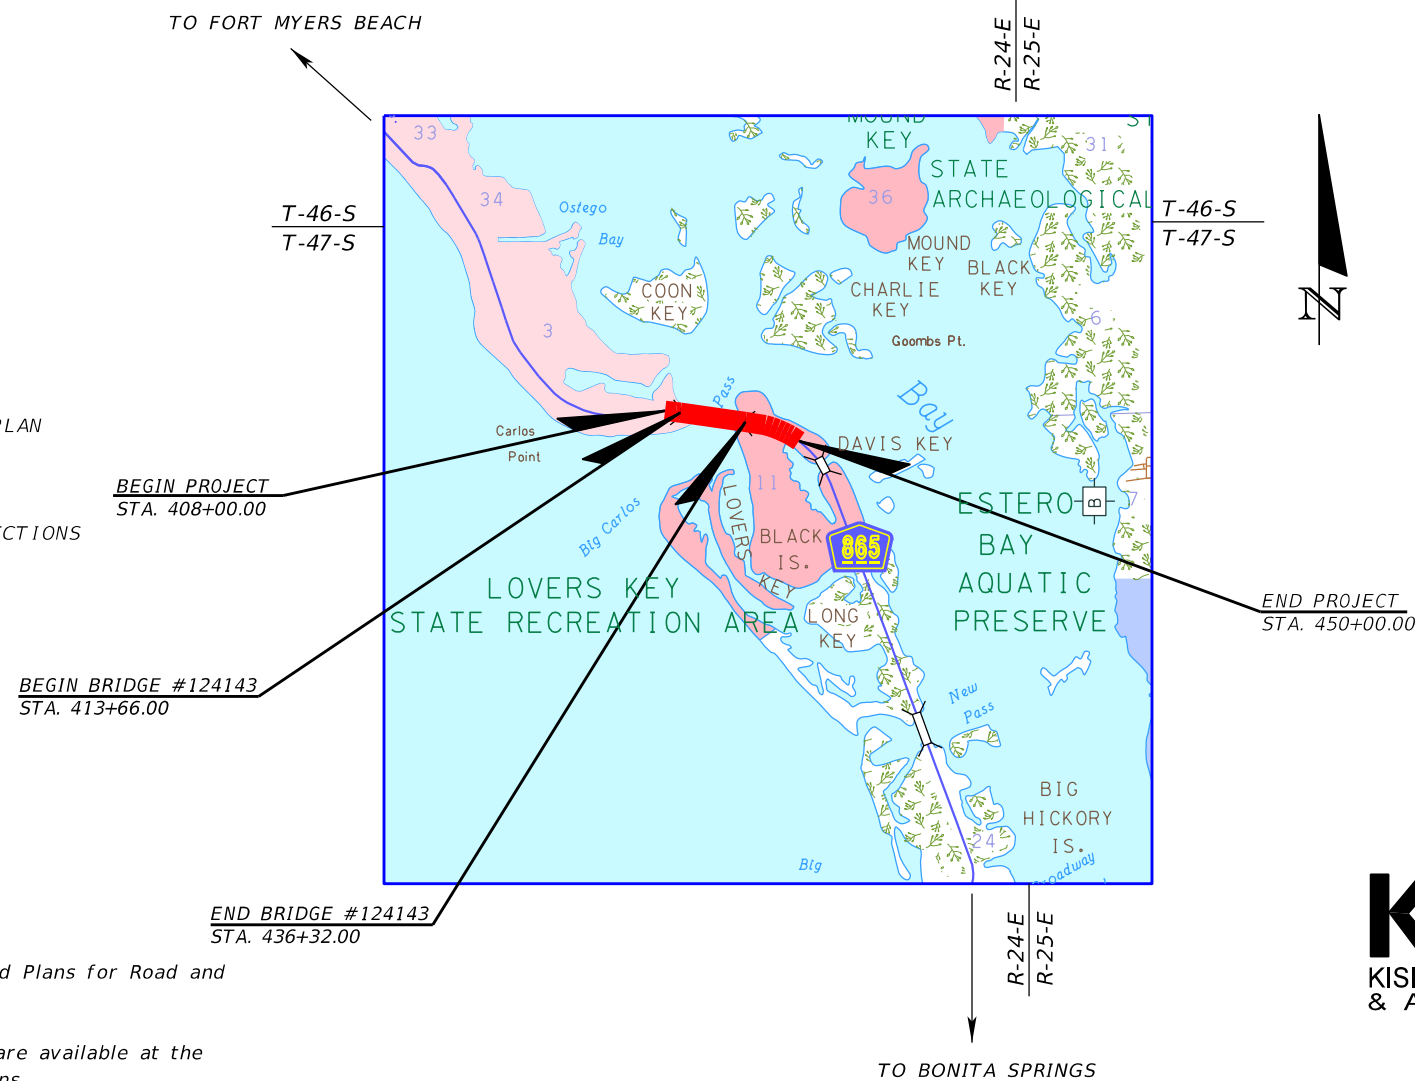 TO FORT MYERS BEACH
R-24-E
R-25-E
33
34
MOUND
KEY
STATE
ARCHAEOLOGICAL
31
36
T-46-S
T-47-S
T-46-S
T-47-S
Ostego
Bay
MOUND
KEY
BLACK
KEY
COON
KEY
CHARLIE
KEY
N
3
6
Goombs Pt.
Pass
Bay
LAN
Carlos
Point
DAVIS KEY
BEGIN PROJECT
STA. 408+00.00
11
7
B
ESTERO
BAY
AQUATIC
PRESERVE
CTIONS
Big Carlos
LOVERS
KEY
BLACK
IS.
865
LOVERS KEY
STATE RECREATION AREA
LONG
KEY
END PROJECT
STA. 450+00.00
BEGIN BRIDGE #124143
STA. 413+66.00
New
Pass
BIG
HICKORY
IS.
24
Big
Broadway
END BRIDGE #124143
STA. 436+32.00
R-24-E
R-25-E
d Plans for Road and
K
KIS
& A
are available at the
TO BONITA SPRINGS